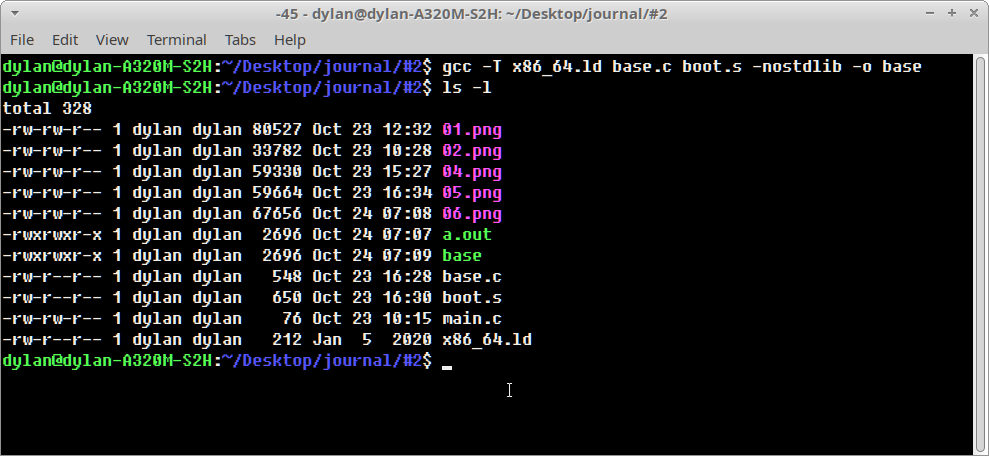 -45 - dylan@dylan-A320M-S2H: ~/Desktop/journal/#2
File Edit View Terminal Tabs Help
dylan@dylan-A320M-S2H:~/Desktop/journal/#2$ gcc -T x86_64.ld base.c boot.s -nostdlib -o base
dylan@dylan-A320M-S2H:~/Desktop/journal/#2$ ls -l
total 328
-rw-rw-r-- 1 dylan dylan 80527 Oct 23 12:32 01.png
-rw-rw-r-- 1 dylan dylan 33782 Oct 23 10:28 02.png
-rw-rw-r-- 1 dylan dylan 59330 Oct 23 15:27 04.png
-rw-rw-r-- 1 dylan dylan 59664 Oct 23 16:34 05.png
-rw-rw-r-- 1 dylan dylan 67656 Oct 24 07:08 06.png
-rwxrwxr-x 1 dylan dylan  2696 Oct 24 07:07 a.out
-rwxrwxr-x 1 dylan dylan  2696 Oct 24 07:09 base
-rw-r--r-- 1 dylan dylan   548 Oct 23 16:28 base.c
-rw-r--r-- 1 dylan dylan   650 Oct 23 16:30 boot.s
-rw-rw-r-- 1 dylan dylan    76 Oct 23 10:15 main.c
-rw-r--r-- 1 dylan dylan   212 Jan  5  2020 x86_64.ld
dylan@dylan-A320M-S2H:~/Desktop/journal/#2$